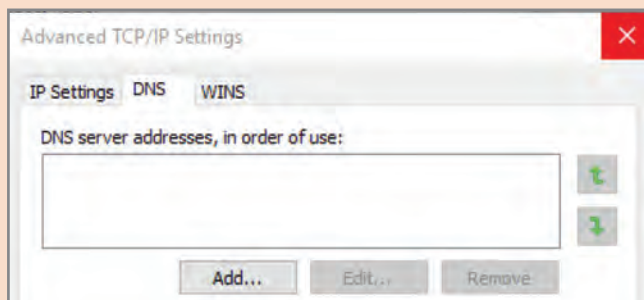 Advanced TCP/IP Settings
IP Settings DNS WINS
DNS server addresses, in order of use:
Add... Edit... Remove